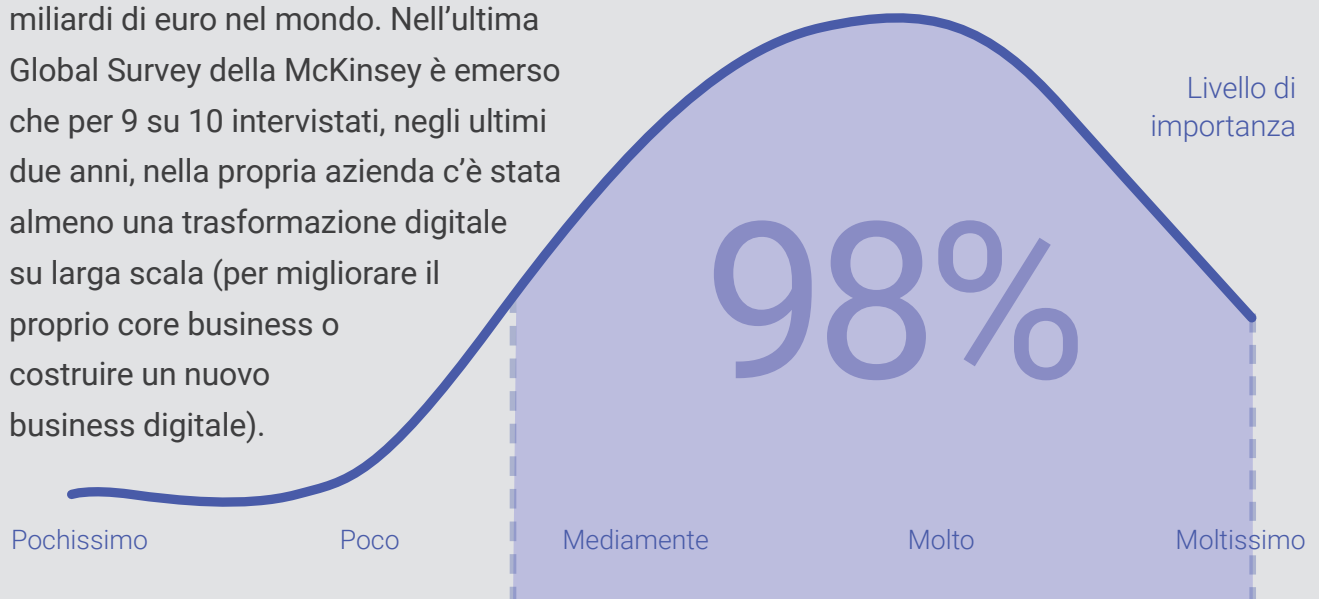 miliardi di euro nel mondo. Nell’ultima
Global Survey della McKinsey è emerso
che per 9 su 10 intervistati, negli ultimi
due anni, nella propria azienda c’è stata
almeno una trasformazione digitale
su larga scala (per migliorare il
proprio core business o
costruire un nuovo
business digitale).
Livello di
importanza
98%
Pochissimo Poco Mediamente Molto Moltissimo